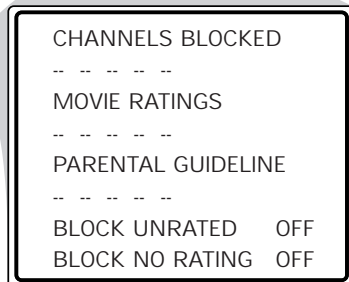 CHANNELS BLOCKED
-- -- -- -- --
MOVIE RATINGS
-- -- -- -- --
PARENTAL GUIDELINE
-- -- -- -- --
BLOCK UNRATED OFF
BLOCK NO RATING OFF